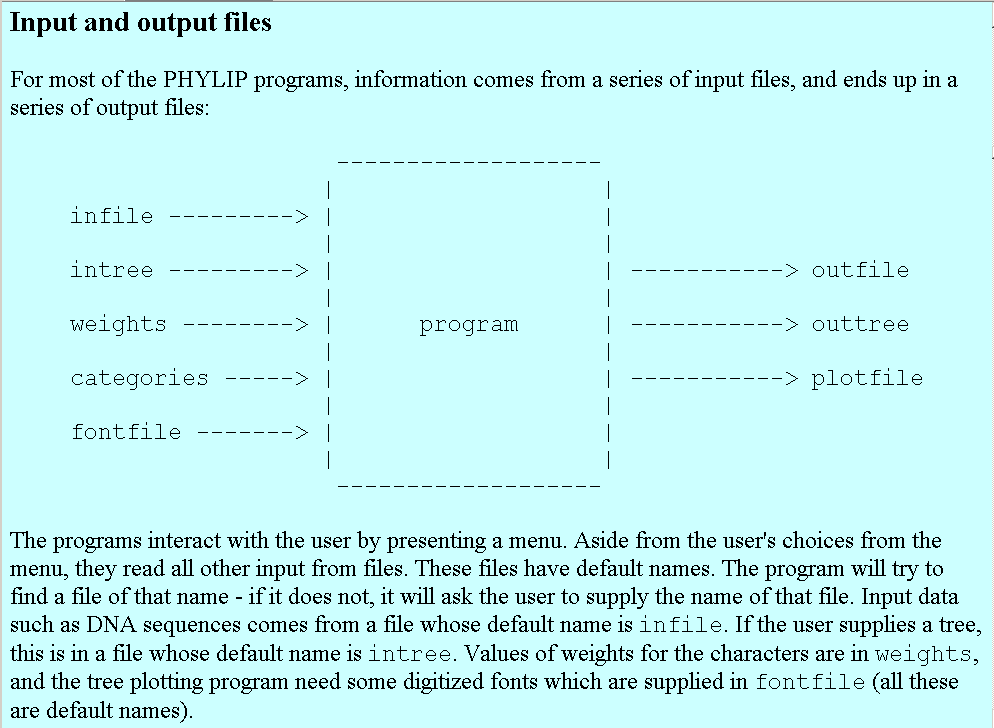 Input and output files
For most of the PHYLIP programs, information comes from a series of input files, and ends up in a
series of output files:
-------------------
| |
infile ---------> | |
| |
intree ---------> | | -----------> outfile
| |
weights --------> | program | -----------> outtree
| |
categories -----> | | -----------> plotfile
| |
fontfile -------> | |
| |
-------------------
The programs interact with the user by presenting a menu. Aside from the user's choices from the
menu, they read all other input from files. These files have default names. The program will try to
find a file of that name - if it does not, it will ask the user to supply the name of that file. Input data
such as DNA sequences comes from a file whose default name is infile. If the user supplies a tree,
this is in a file whose default name is intree. Values of weights for the characters are in weights,
and the tree plotting program need some digitized fonts which are supplied in fontfile (all these
are default names).